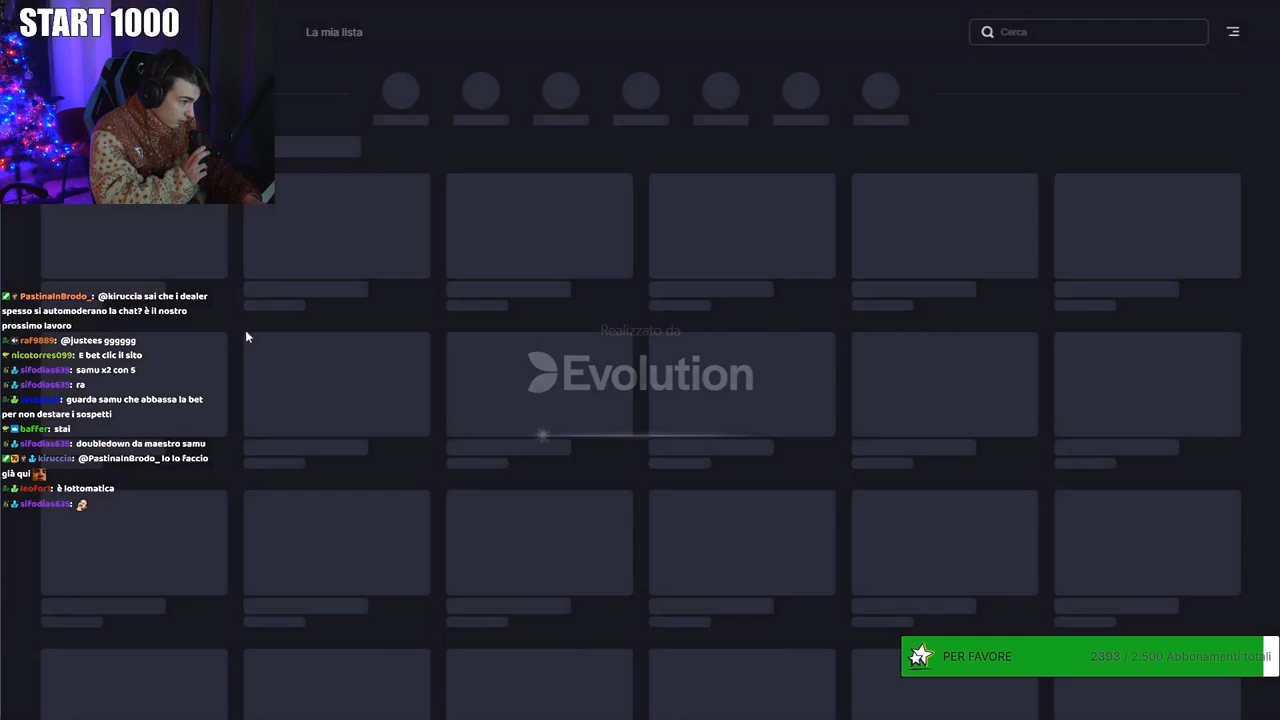 START 1000
La mia lista
Cerca
Realizzato da
Evolution
PastinaInBrodo_: @kiruccia sai che i dealer
spesso si automoderano la chat? è il nostro
prossimo lavoro
raf9889: @justees gggggg
nicotorres099: E bet clic il sito
sifodias635: samu x2 con 5
sifodias635: ra
guarda samu che abbassa la bet
per non destare i sospetti
baffer: stai
sifodias635: doubledown da maestro samu
kiruccia: @PastinaInBrodo_ Io lo faccio
già qui
leofor1: è lottomatica
sifodias635:
PER FAVORE
2393 / 2.500 Abbonamenti totali